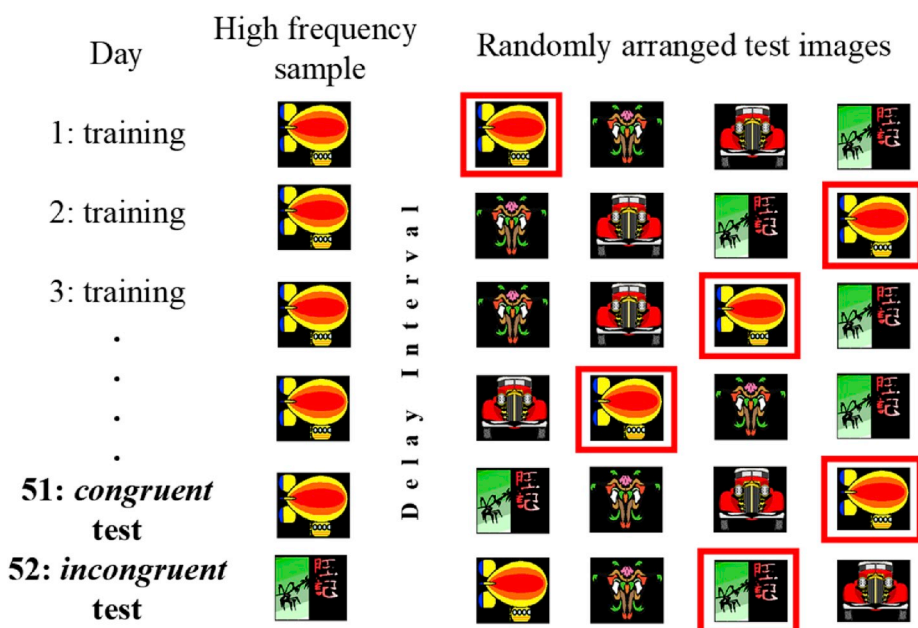 Day
High frequency
sample
Randomly arranged test images
1: training
2: training
3: training
.
.
.
.
51: congruent
test
52: incongruent
test
Delay Interval